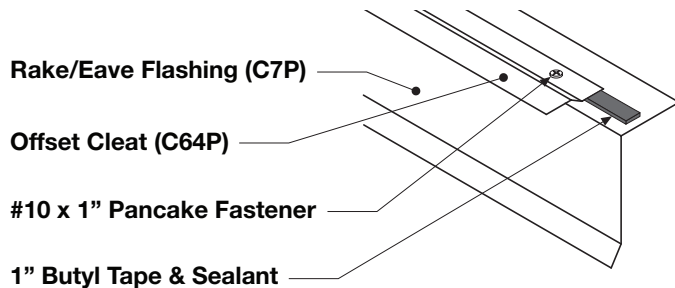 Rake/Eave Flashing (C7P)
Offset Cleat (C64P)
#10 x 1” Pancake Fastener
1” Butyl Tape & Sealant